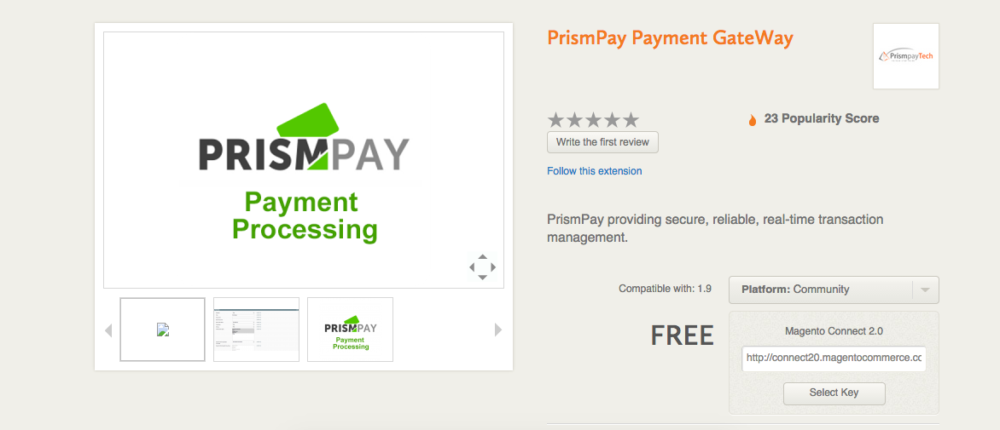 PRISMPAY
Payment
Processing
PRISMPAY
Payment
Processing
PrismPay Payment GateWay
PrismpayTech
Write the first review
23 Popularity Score
Follow this extension
PrismPay providing secure, reliable, real-time transaction
management.
Compatible with: 1.9
Platform: Community
FREE
Magento Connect 2.0
http://connect20.magentocommerce.cc
Select Key